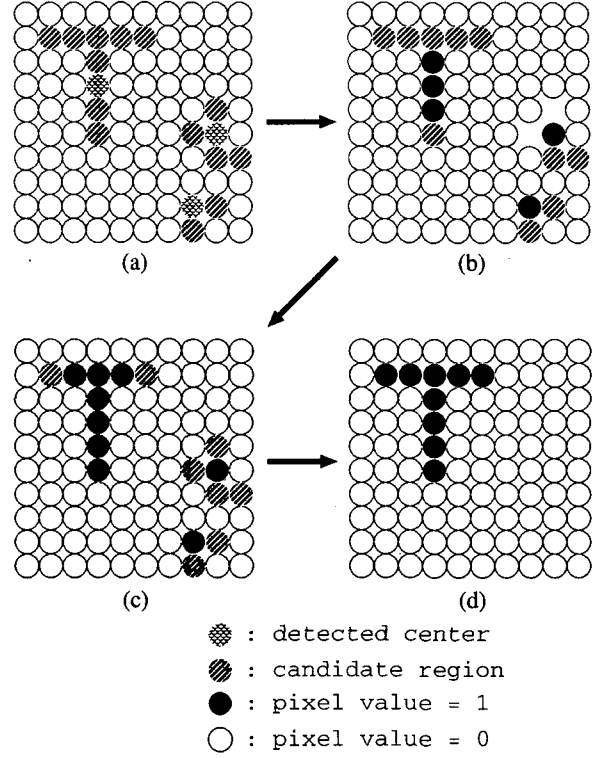 (a)
(b)
(c)
(d)
: detected center
: candidate region
: pixel value = 1
: pixel value = 0